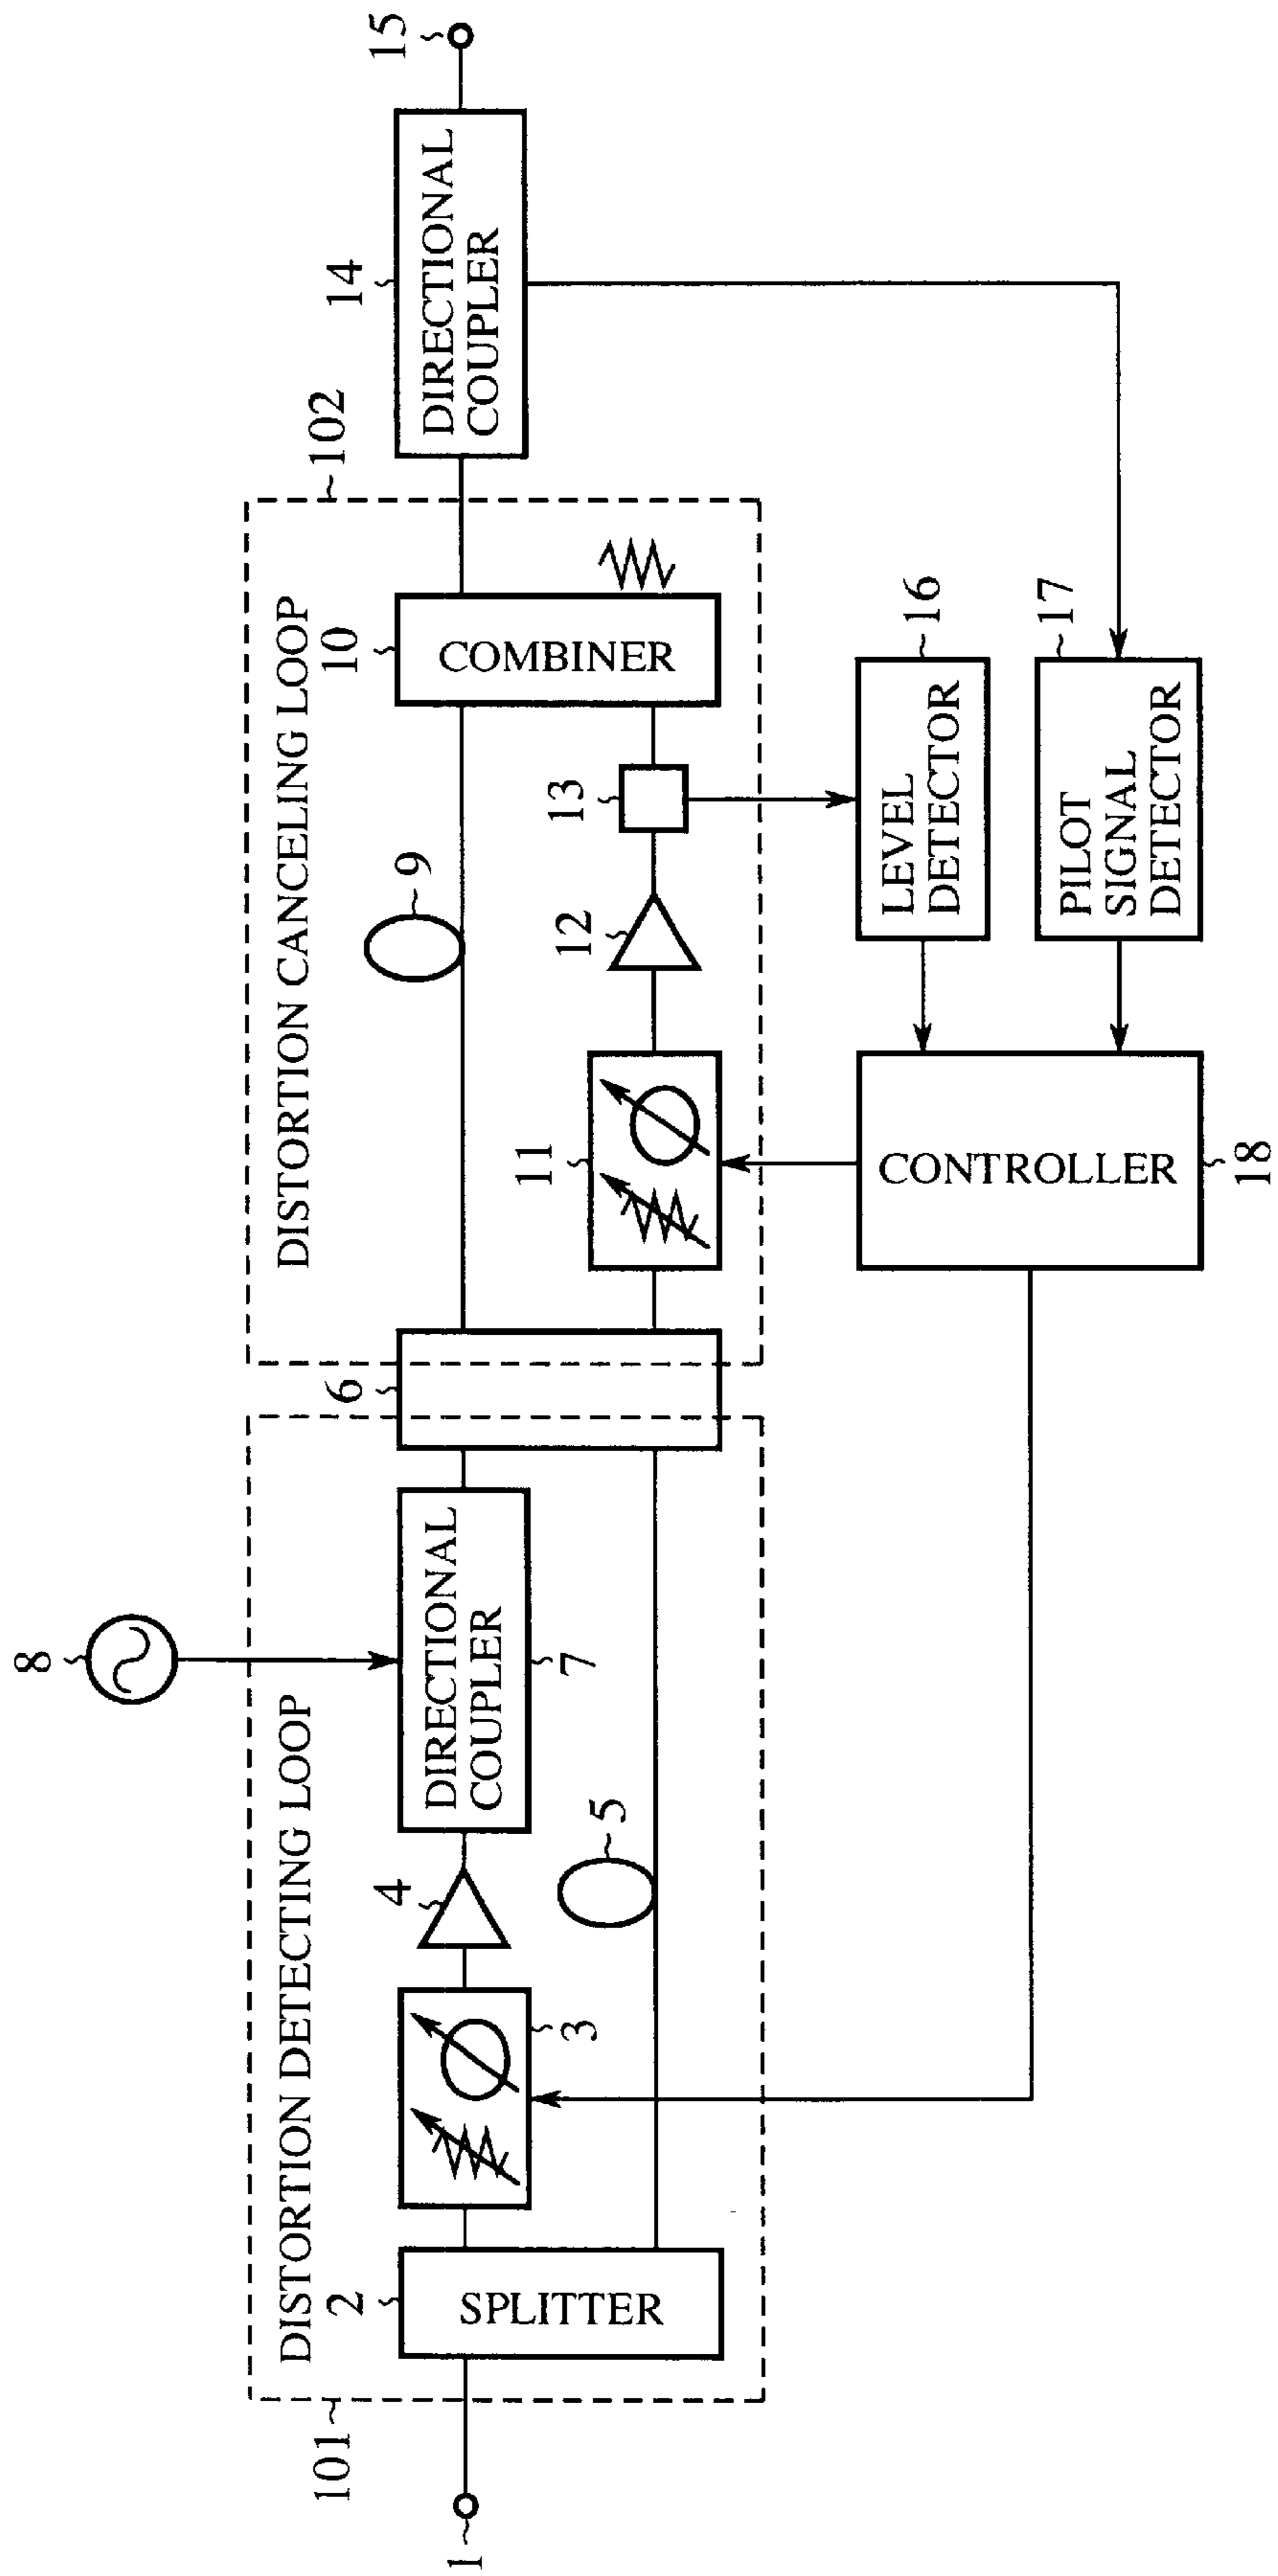 8
101
DISTORTION DETECTING LOOP
DISTORTION CANCELING LOOP
102
1
2
SPLITTER
3
4
DIRECTIONAL
COUPLER
7
5
6
9
10
COMBINER
14
DIRECTIONAL
COUPLER
15
11
12
13
CONTROLLER
18
LEVEL
DETECTOR
16
PILOT
SIGNAL
DETECTOR
17